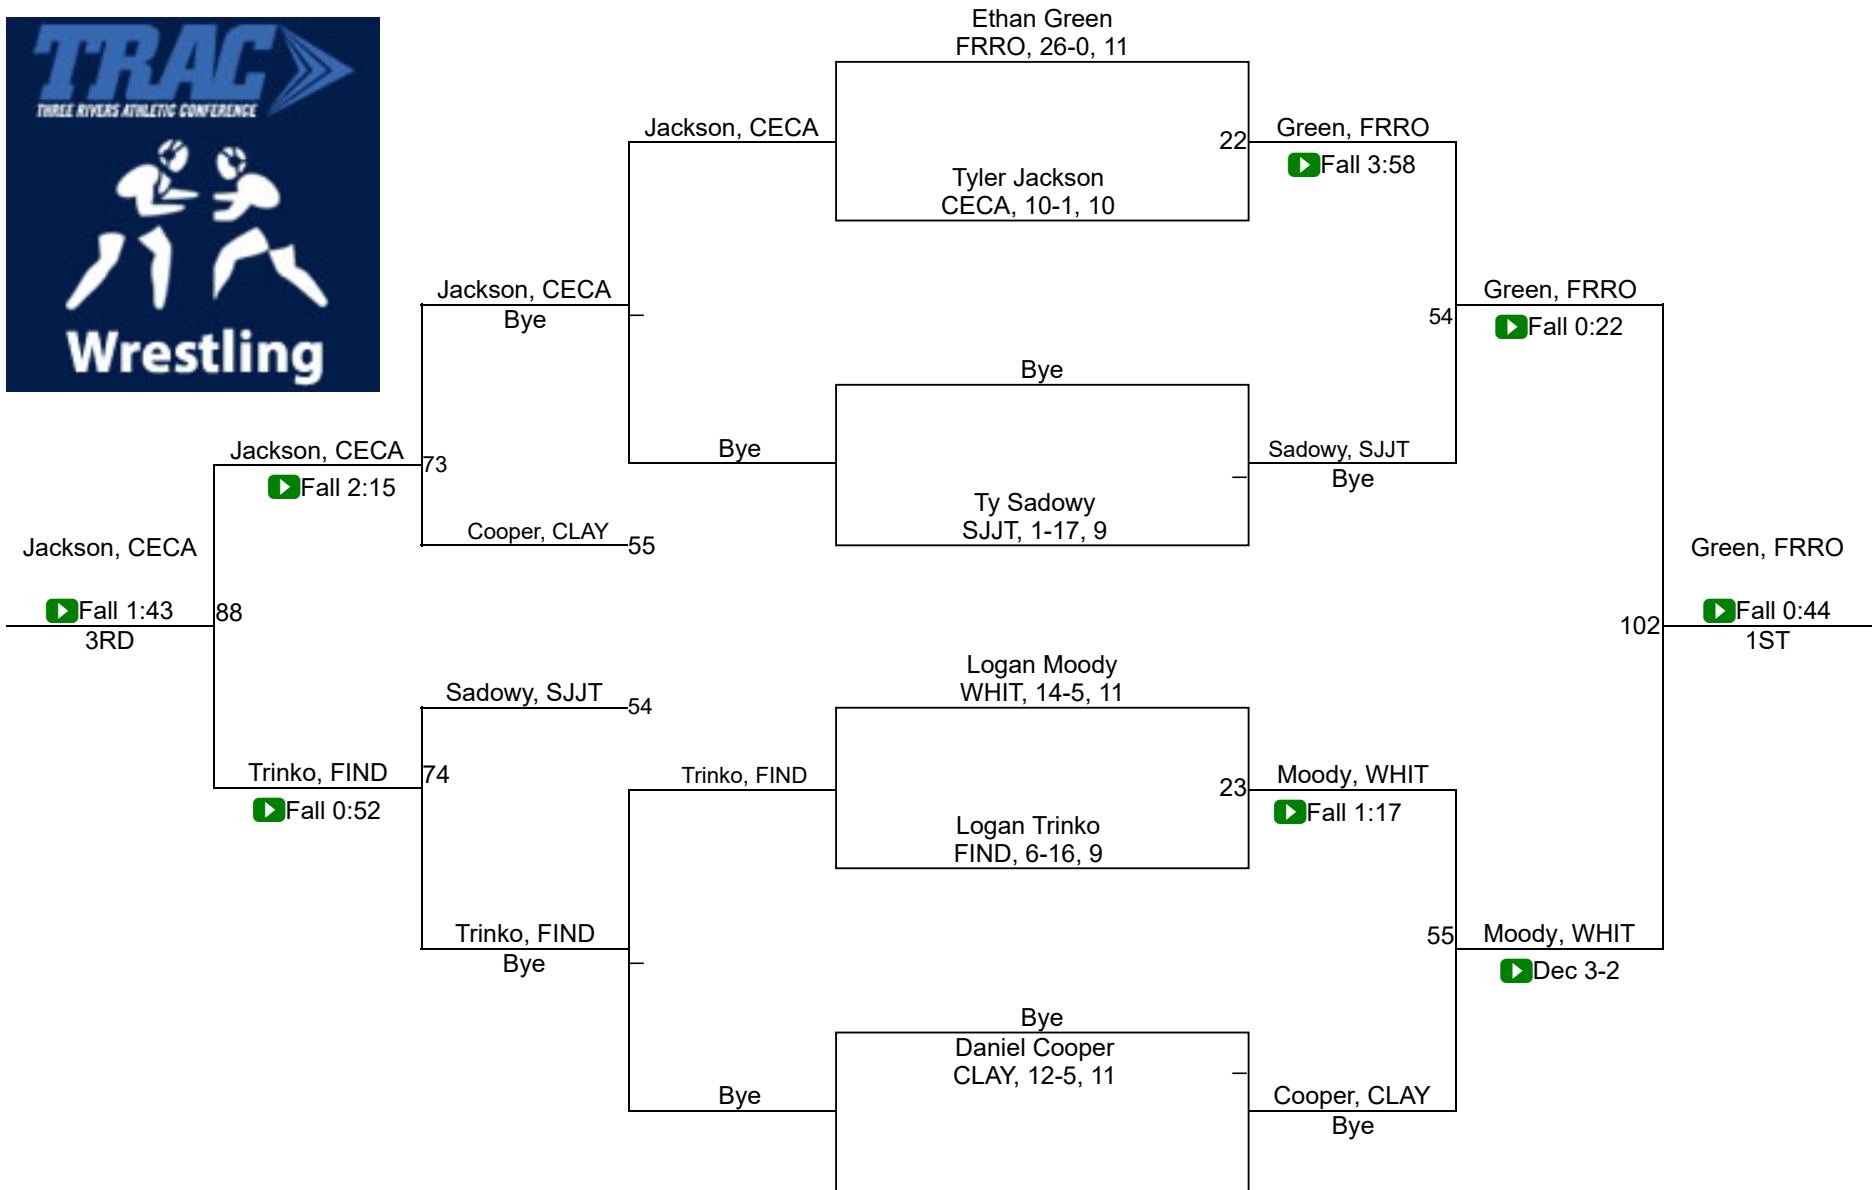 TRAC
THREE RIVERS ATHLETIC CONFERENCE
Wrestling
Ethan Green
FRRO, 26-0, 11
Jackson, CECA
22
Green, FRRO
Fall 3:58
Tyler Jackson
CECA, 10-1, 10
Jackson, CECA
Bye
54
Green, FRRO
Fall 0:22
Bye
Jackson, CECA
73
Fall 2:15
Bye
Sadowy, SJJT
Bye
Ty Sadowy
SJJT, 1-17, 9
Cooper, CLAY
55
Jackson, CECA
Fall 1:43
88
3RD
Green, FRRO
102
Fall 0:44
1ST
Logan Moody
WHIT, 14-5, 11
Sadowy, SJJT
54
Trinko, FIND
74
Fall 0:52
Trinko, FIND
23
Moody, WHIT
Fall 1:17
Logan Trinko
FIND, 6-16, 9
Trinko, FIND
Bye
55
Moody, WHIT
Dec 3-2
Bye
Daniel Cooper
CLAY, 12-5, 11
Bye
Cooper, CLAY
Bye